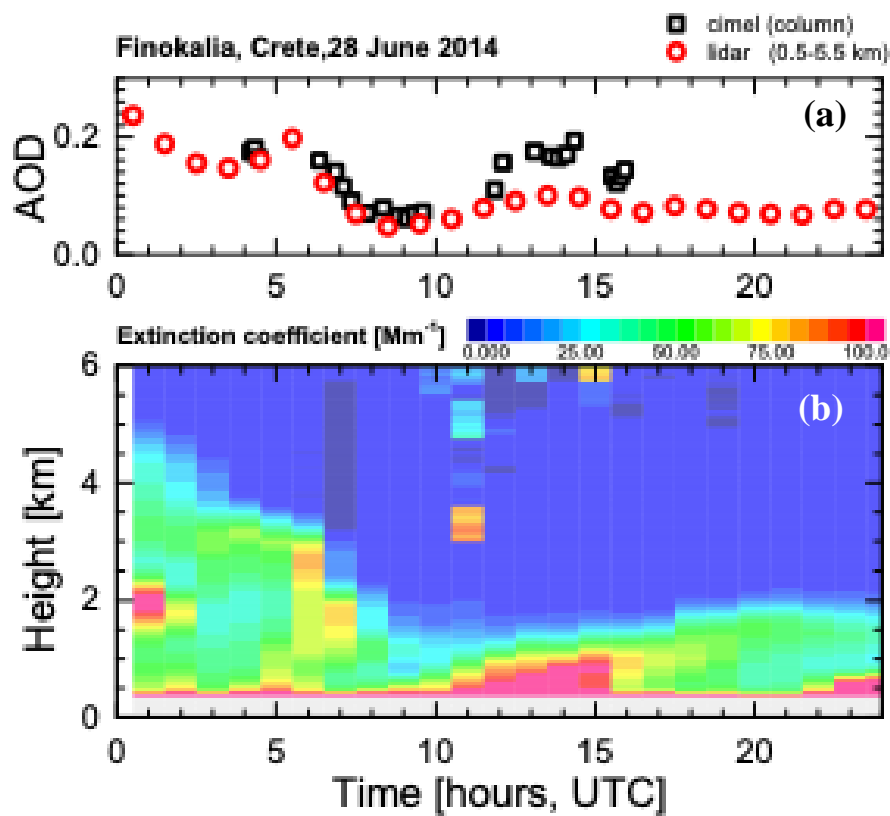 cimel (column)
Finokalia, Crete,28 June 2014
lidar (0.5-5.5 km)
(a)
AOD
0.2
0.0
0 5 10 15 20
Extinction coefficient [Mm⁻¹]
0.000 25.00 50.00 75.00 100.0
(b)
Height [km]
6
4
2
0
0 5 10 15 20
Time [hours, UTC]